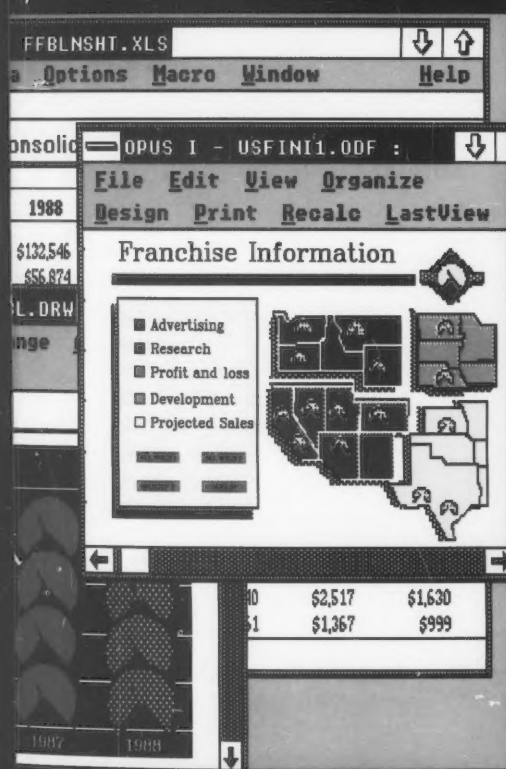 FFBLNSHT.XLS
a Options Macro Window Help
onsolic
OPUS I - USFINI1.ODF :
File Edit View Organize
Design Print Recalc LastView
1988
$132,546
$56,874
L.DRW
nge
Franchise Information
Advertising
Research
Profit and loss
Development
Projected Sales
40 $2,517 $1,630
61 $1,367 $999
1987 1988